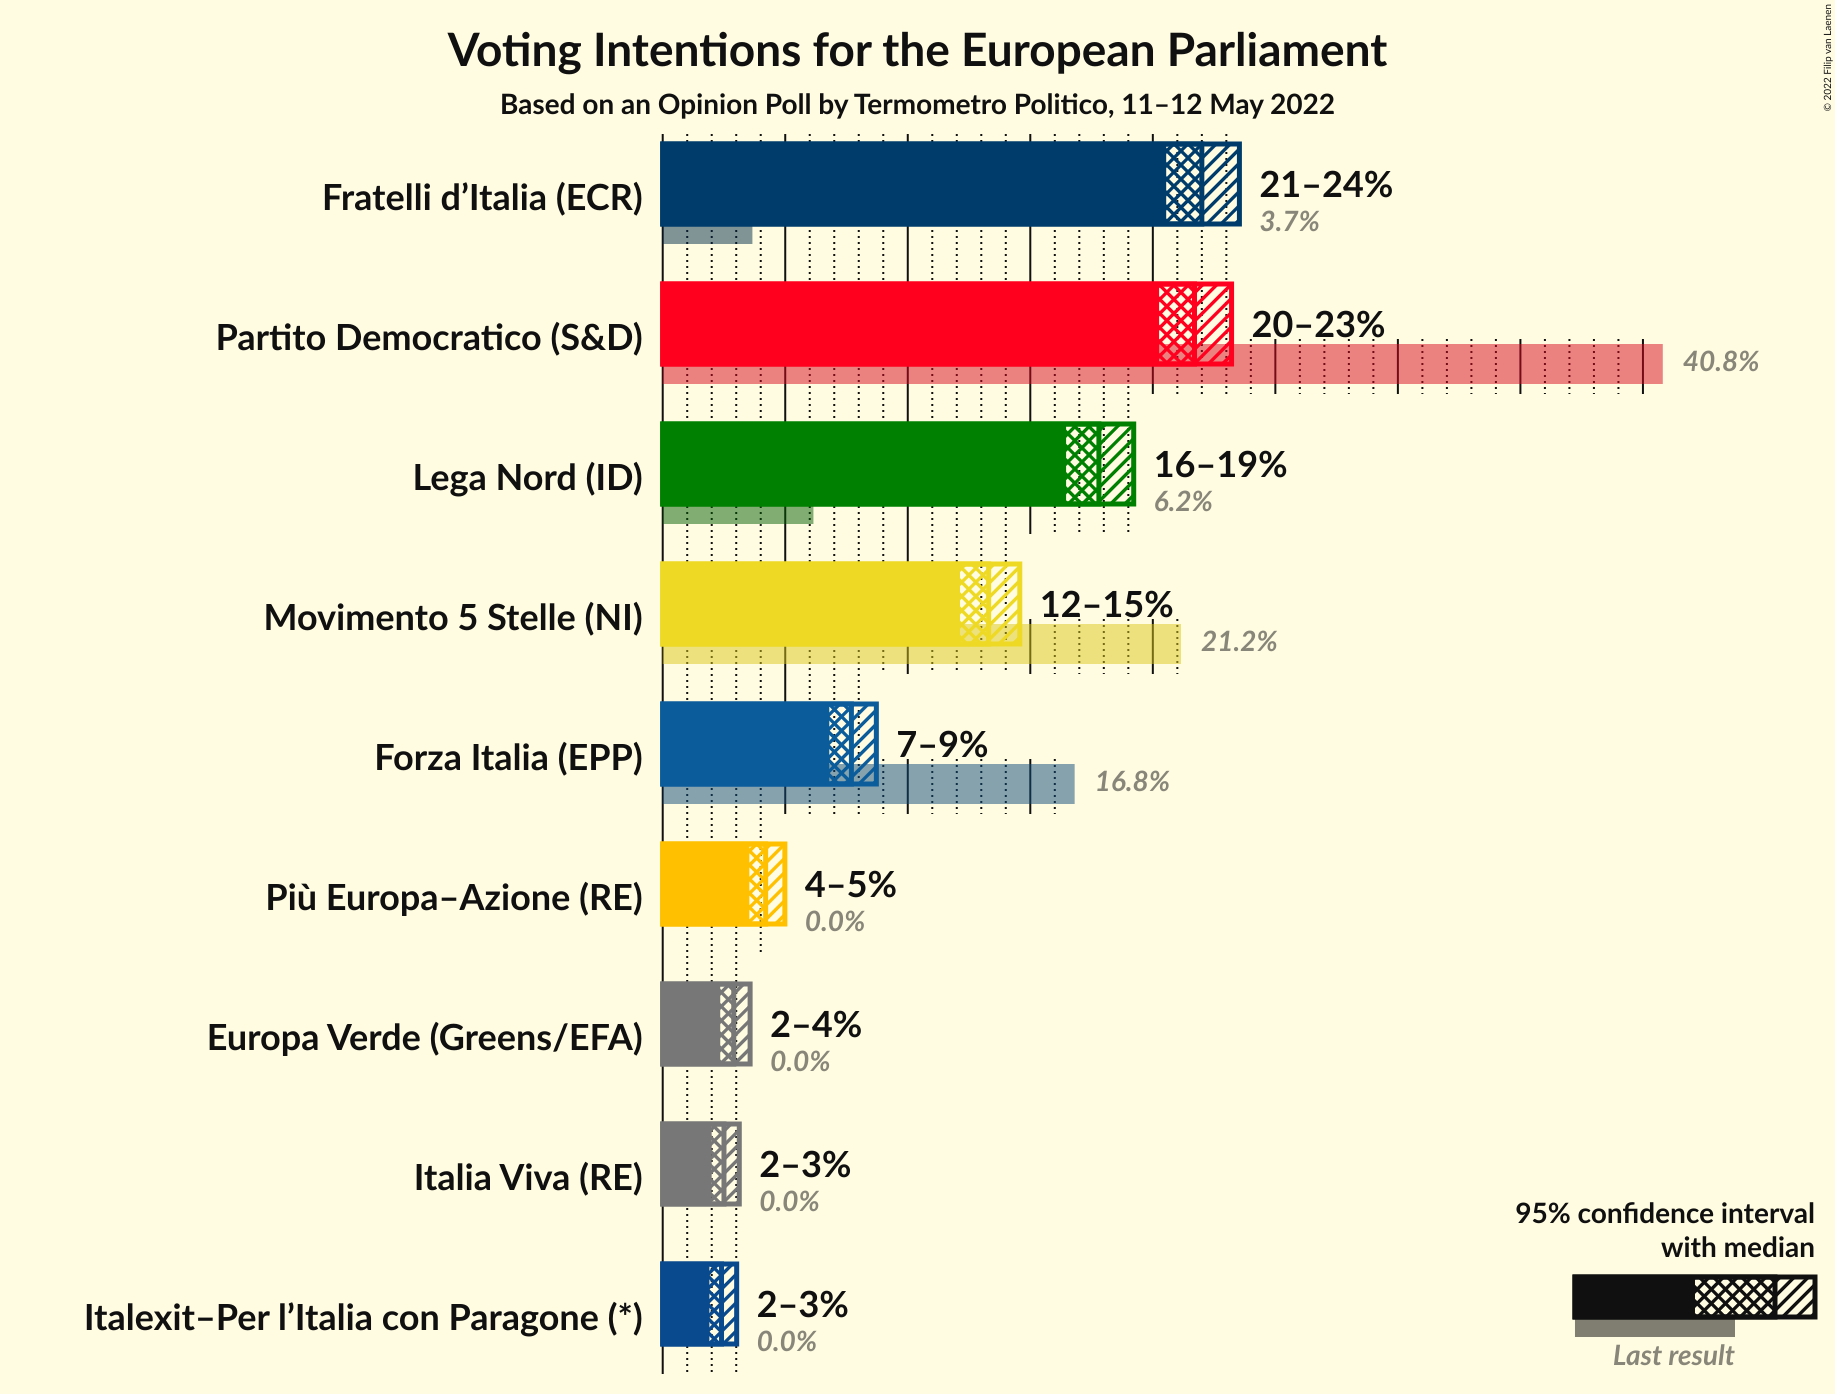 Voting Intentions for the European Parliament
Based on an Opinion Poll by Termometro Politico, 11–12 May 2022
© 2022 Filip van Laenen
Fratelli d’Italia (ECR)
21–24%
3.7%
Partito Democratico (S&D)
20–23%
40.8%
Lega Nord (ID)
16–19%
6.2%
Movimento 5 Stelle (NI)
12–15%
21.2%
Forza Italia (EPP)
7–9%
16.8%
Più Europa–Azione (RE)
4–5%
0.0%
Europa Verde (Greens/EFA)
2–4%
0.0%
Italia Viva (RE)
2–3%
0.0%
Italexit–Per l’Italia con Paragone (*)
2–3%
0.0%
95% confidence interval
with median
Last result